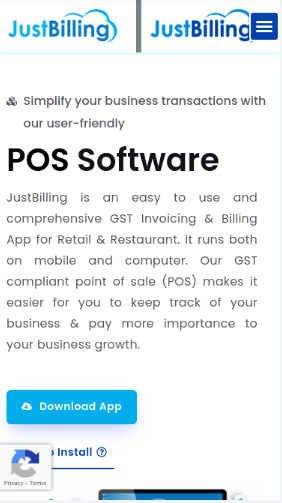 JustBilling JustBilling
Simplify your business transactions with
our user-friendly
POS Software
JustBilling is an easy to use and
comprehensive GST Invoicing & Billing
App for Retail & Restaurant. It runs both
on mobile and computer. Our GST
compliant point of sale (POS) makes it
easier for you to keep track of your
business & pay more importance to
your business growth.
Download App
Install
Privacy - Terms